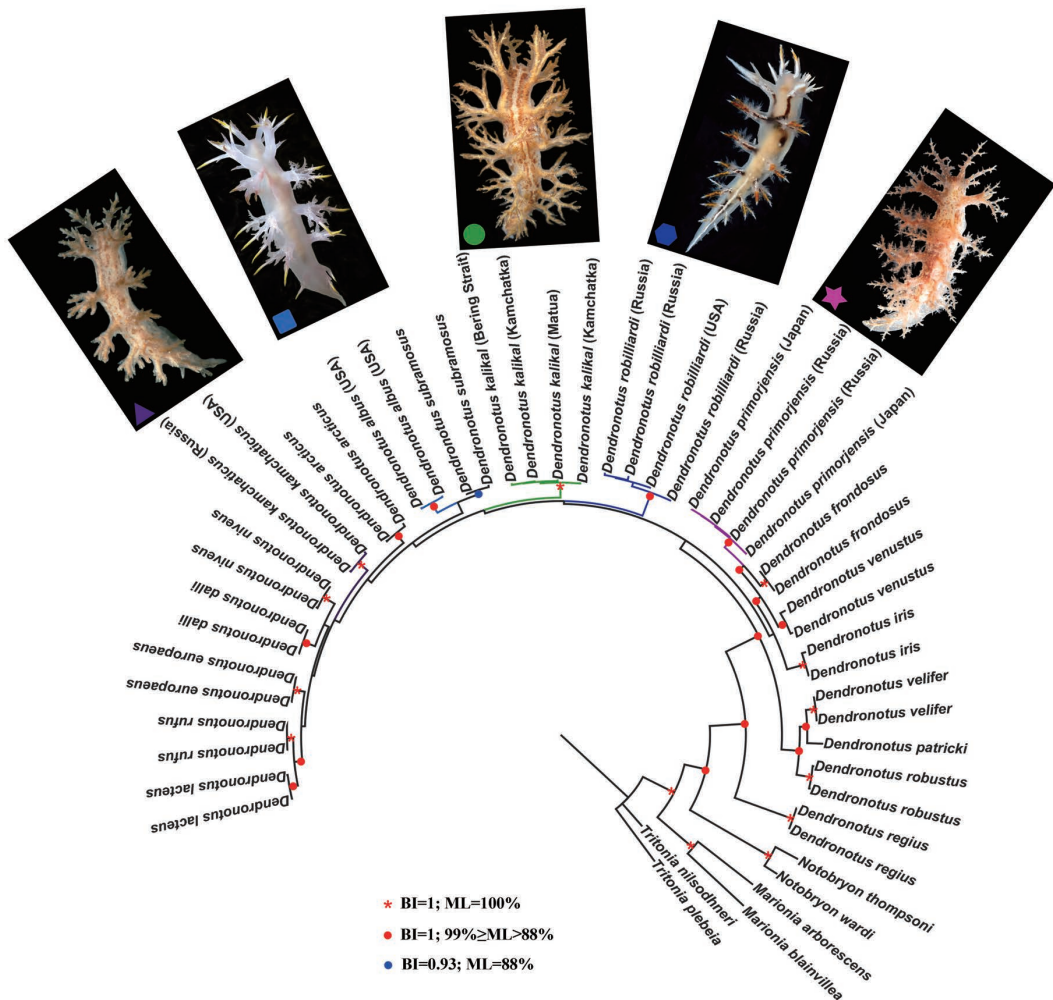 Dendronotus lacteus
Dendronotus lacteus
Dendronotus rufus
Dendronotus rufus
Dendronotus europaeus
Dendronotus europaeus
Dendronotus dalli
Dendronotus dalli
Dendronotus niveus
Dendronotus niveus
Dendronotus kamchaticus (Russia)
Dendronotus kamchaticus (USA)
Dendronotus arcticus
Dendronotus arcticus
Dendronotus albus (USA)
Dendronotus albus (USA)
Dendronotus subramosus
Dendronotus subramosus
Dendronotus kalikal (Bering Strait)
Dendronotus kalikal (Kamchatka)
Dendronotus kalikal (Matua)
Dendronotus kalikal (Kamchatka)
Dendronotus robilliardi (Russia)
Dendronotus robilliardi (Russia)
Dendronotus robilliardi (USA)
Dendronotus robilliardi (Russia)
Dendronotus primorjensis (Japan)
Dendronotus primorjensis (Russia)
Dendronotus primorjensis (Russia)
Dendronotus primorjensis (Japan)
Dendronotus frondosus
Dendronotus frondosus
Dendronotus venustus
Dendronotus venustus
Dendronotus iris
Dendronotus iris
Dendronotus velifer
Dendronotus velifer
Dendronotus patricki
Dendronotus robustus
Dendronotus robustus
Dendronotus regius
Dendronotus regius
Notobryon thompsoni
Notobryon wardi
Marionia arborescens
Marionia blainvillea
Tritonia nilsodhneri
Tritonia plebeia
* BI=1; ML=100%
BI=1; 99%≥ML>88%
BI=0.93; ML=88%